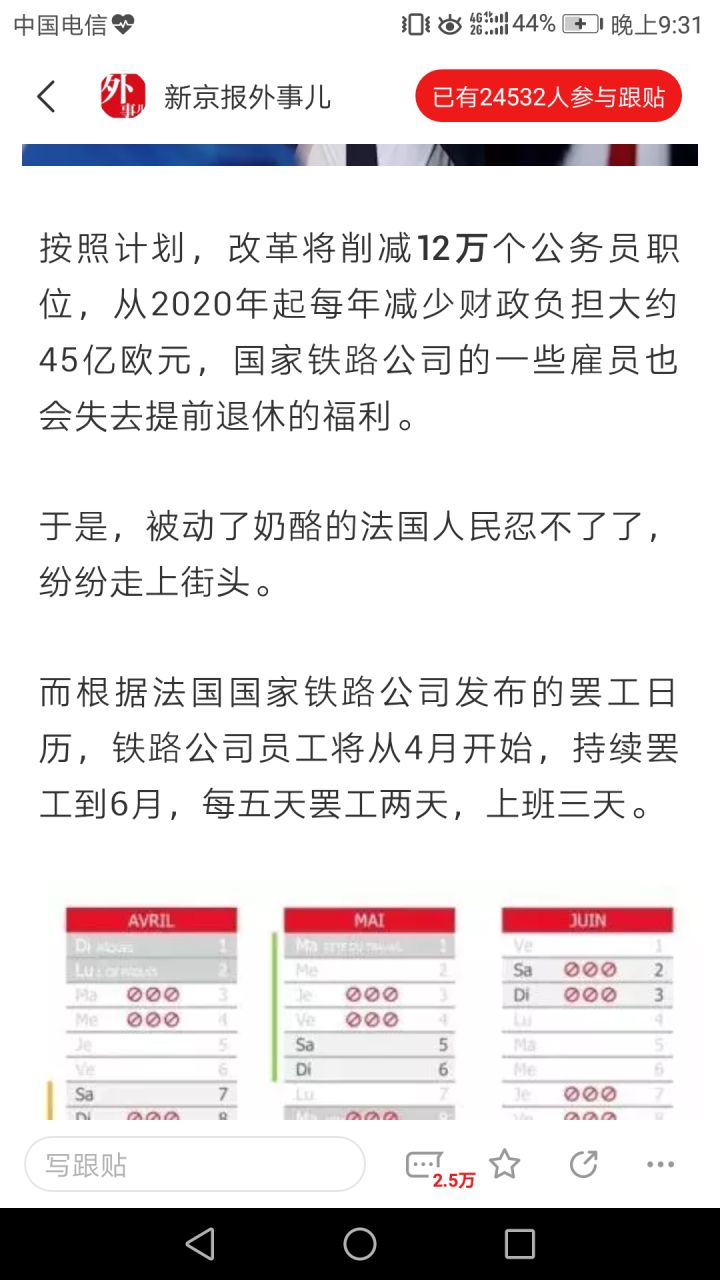 中国电信
44%
晚上9:31
外
事儿
新京报外事儿
已有24532人参与跟贴
按照计划，改革将削减12万个公务员职
位，从2020年起每年减少财政负担大约
45亿欧元，国家铁路公司的一些雇员也
会失去提前退休的福利。
于是，被动了奶酪的法国人民忍不了了，
纷纷走上街头。
而根据法国国家铁路公司发布的罢工日
历，铁路公司员工将从4月开始，持续罢
工到6月，每五天罢工两天，上班三天。
AVRIL
Di 1
Lu 2
Ma 3
Me 4
Je 5
Ve 6
Sa 7
Di 8
MAI
Ma 1
Me 2
Je 3
Ve 4
Sa 5
Di 6
Lu 7
Ma 8
JUIN
Ve 1
Sa 2
Di 3
Lu 4
Ma 5
Me 6
Je 7
Ve 8
写跟贴
2.5万